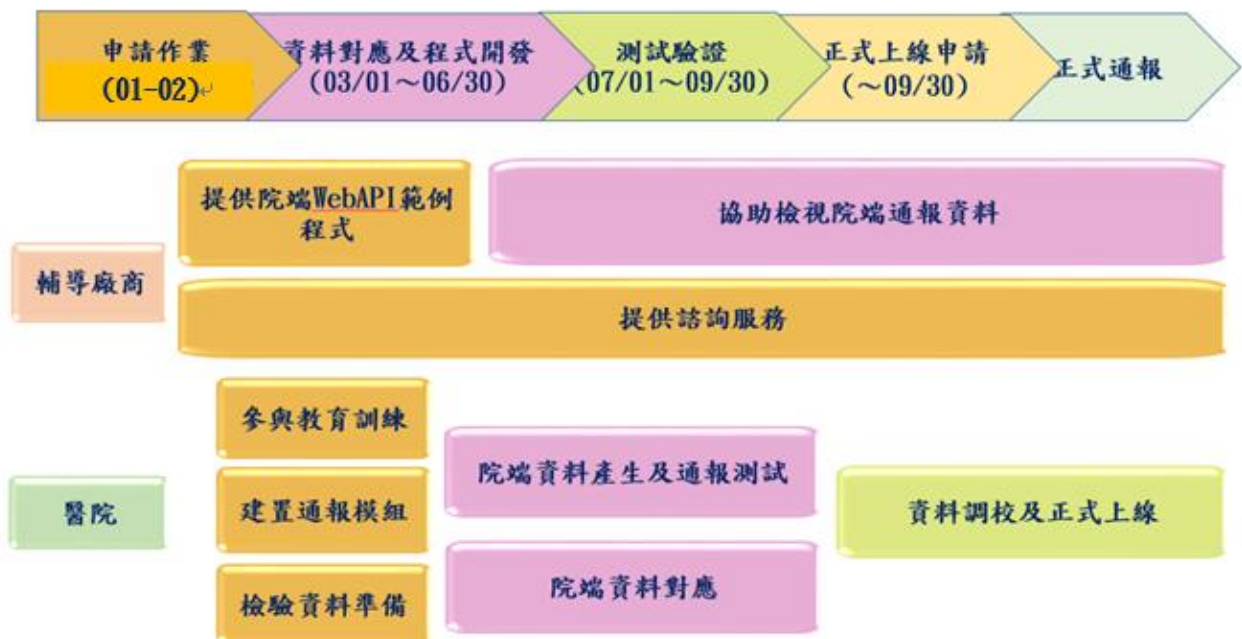 申請作業
(01-02)↵
資料對應及程式開發
(03/01～06/30)
測試驗證
(07/01～09/30)
正式上線申請
(～09/30)
正式通報
提供院端WebAPI範例
程式
協助檢視院端通報資料
輔導廠商
提供諮詢服務
參與教育訓練
院端資料產生及通報測試
醫院
建置通報模組
資料調校及正式上線
檢驗資料準備
院端資料對應